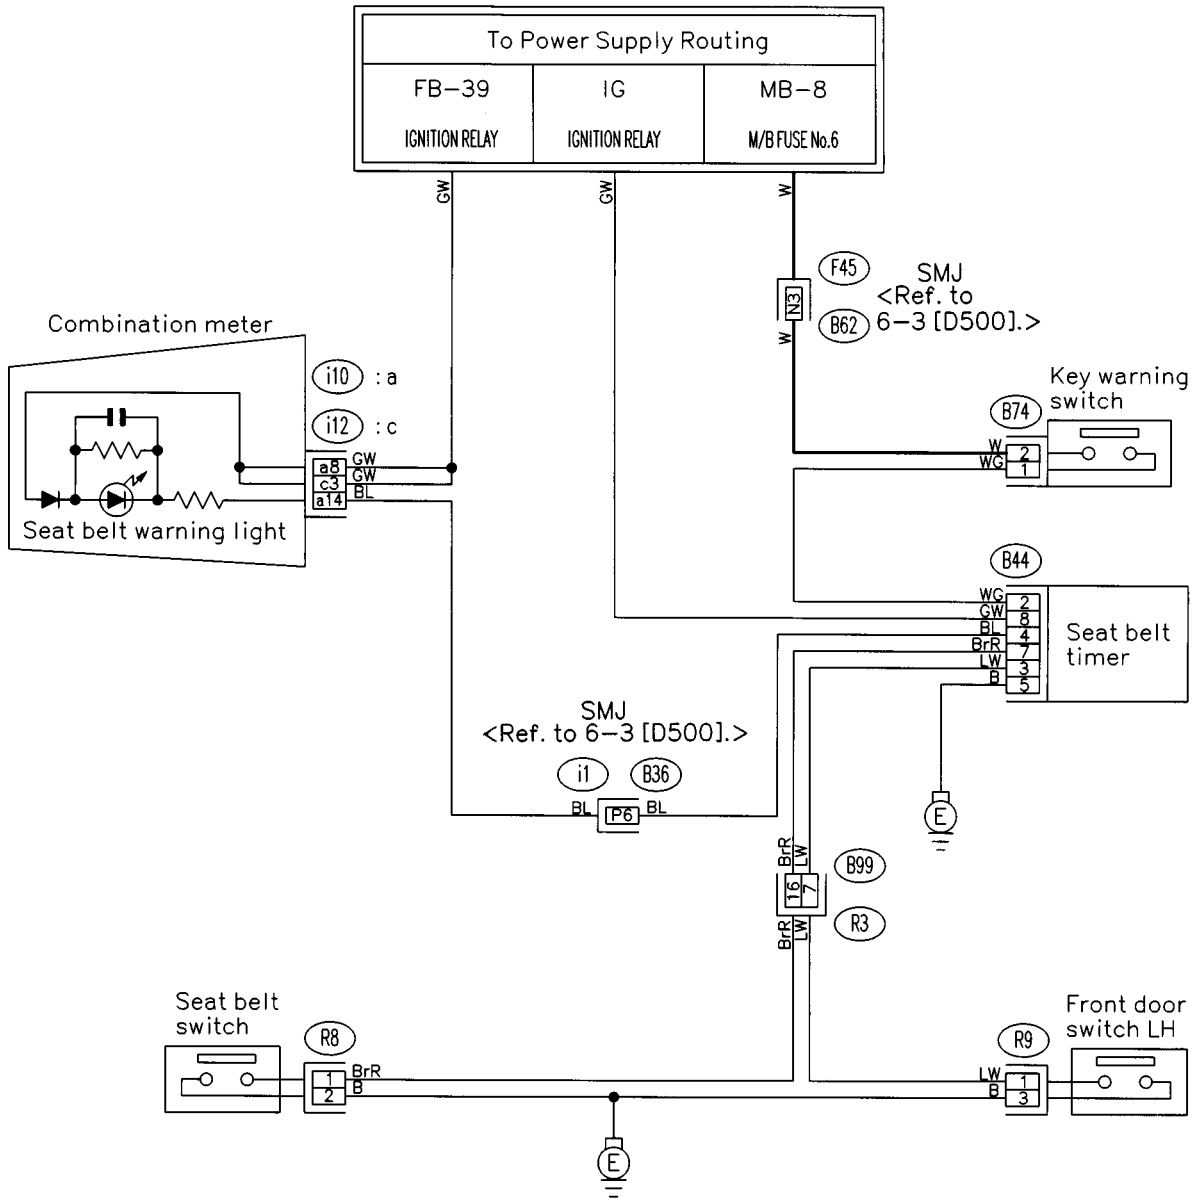 To Power Supply Routing
FB-39
IG
MB-8
IGNITION RELAY
IGNITION RELAY
M/B FUSE No.6
GW
GW
W
F45
SMJ
<Ref. to
6-3 [D500].>
N3
B62
W
Combination meter
i10 : a
i12 : c
Key warning
switch
B74
W
2
WG
1
a8
GW
c3
GW
a14
BL
Seat belt warning light
B44
WG
2
GW
8
BL
4
BrR
7
LW
3
B
5
Seat belt
timer
SMJ
<Ref. to 6-3 [D500].>
i1
B36
BL
P6
BL
E
BrR
LW
B99
16
7
R3
BrR
LW
Seat belt
switch
R8
1
BrR
2
B
Front door
switch LH
R9
LW
1
B
3
E